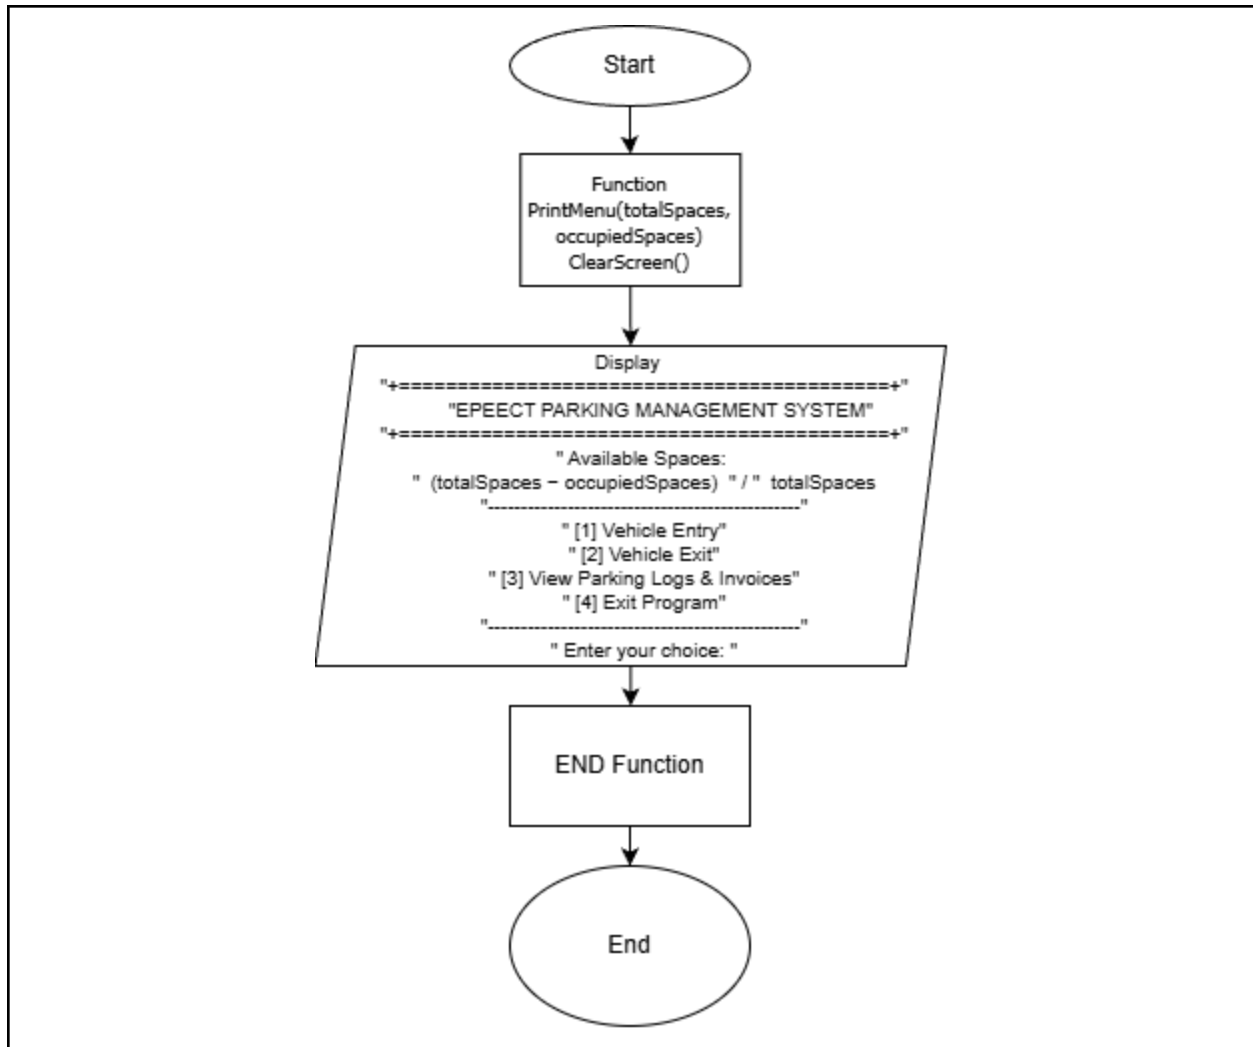 Start
Function
PrintMenu(totalSpaces,
occupiedSpaces)
ClearScreen()
Display
"+==========================================+"
"EPEECT PARKING MANAGEMENT SYSTEM"
"+==========================================+"
" Available Spaces:
" (totalSpaces − occupiedSpaces) " / " totalSpaces
"-----------------------------------------------"
" [1] Vehicle Entry"
" [2] Vehicle Exit"
" [3] View Parking Logs & Invoices"
" [4] Exit Program"
"-----------------------------------------------"
" Enter your choice: "
END Function
End